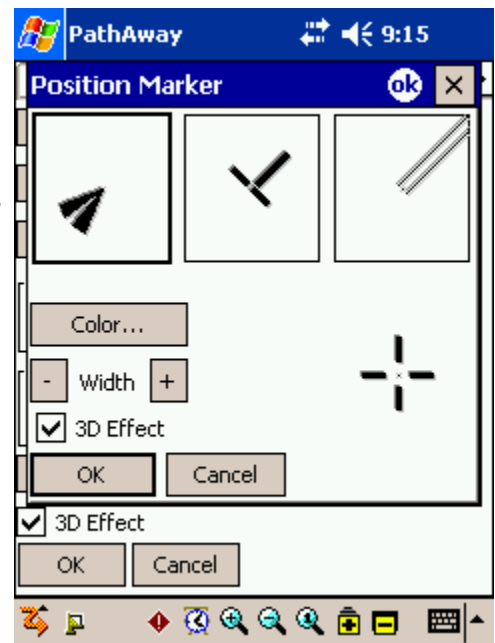 PathAway 9:15
Position Marker ok
Color...
- Width +
3D Effect
OK Cancel
3D Effect
OK Cancel